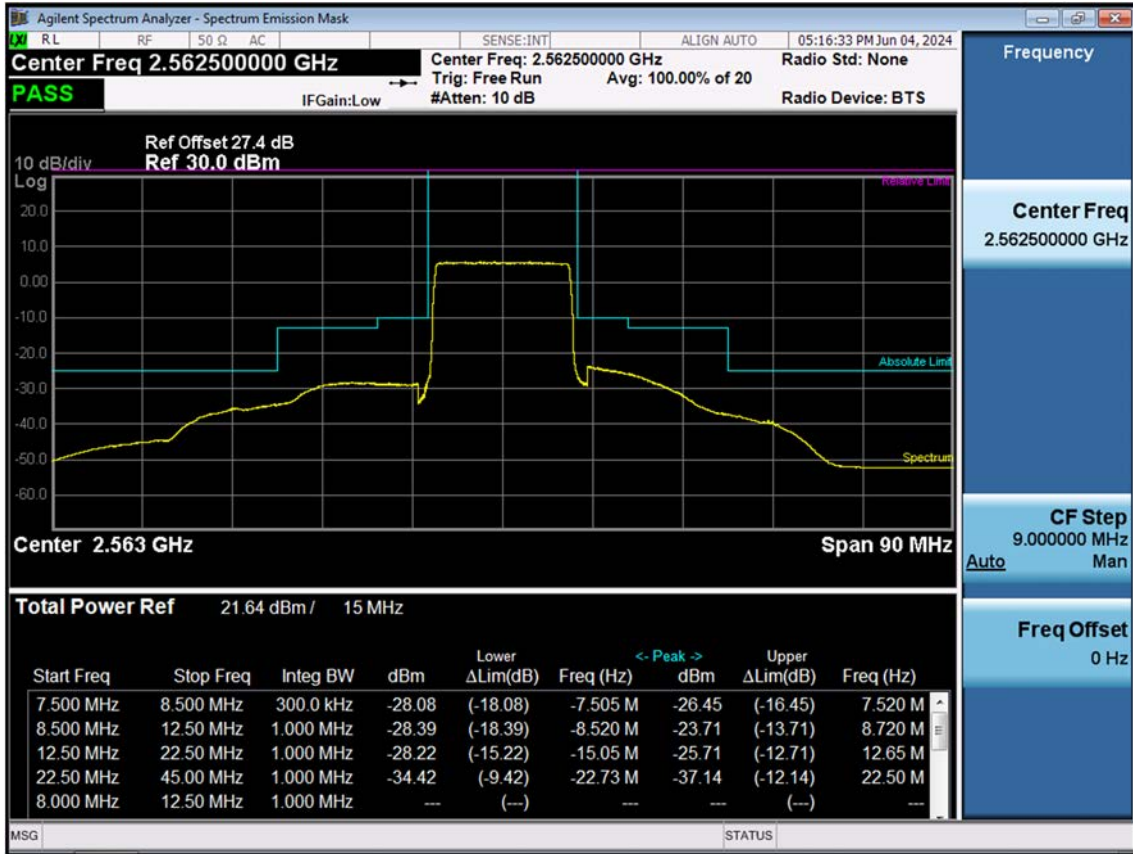 Agilent Spectrum Analyzer - Spectrum Emission Mask
LXI RL RF 50 Ω AC SENSE:INT ALIGN AUTO 05:16:33 PM Jun 04, 2024
Center Freq 2.562500000 GHz
Center Freq: 2.562500000 GHz
Radio Std: None
Trig: Free Run Avg: 100.00% of 20
PASS
IFGain:Low
#Atten: 10 dB
Radio Device: BTS
Ref Offset 27.4 dB
10 dB/div Ref 30.0 dBm
Log
Relative Limit
20.0
10.0
0.00
-10.0
-20.0
Absolute Limit
-30.0
-40.0
-50.0
Spectrum
-60.0
Center 2.563 GHz Span 90 MHz
Total Power Ref 21.64 dBm / 15 MHz
Lower <- Peak -> Upper
Start Freq Stop Freq Integ BW dBm ΔLim(dB) Freq (Hz) dBm ΔLim(dB) Freq (Hz)
7.500 MHz 8.500 MHz 300.0 kHz -28.08 (-18.08) -7.505 M -26.45 (-16.45) 7.520 M
8.500 MHz 12.50 MHz 1.000 MHz -28.39 (-18.39) -8.520 M -23.71 (-13.71) 8.720 M
12.50 MHz 22.50 MHz 1.000 MHz -28.22 (-15.22) -15.05 M -25.71 (-12.71) 12.65 M
22.50 MHz 45.00 MHz 1.000 MHz -34.42 (-9.42) -22.73 M -37.14 (-12.14) 22.50 M
8.000 MHz 12.50 MHz 1.000 MHz --- (---) --- --- (---) ---
MSG STATUS
Frequency
Center Freq
2.562500000 GHz
CF Step
9.000000 MHz
Auto Man
Freq Offset
0 Hz